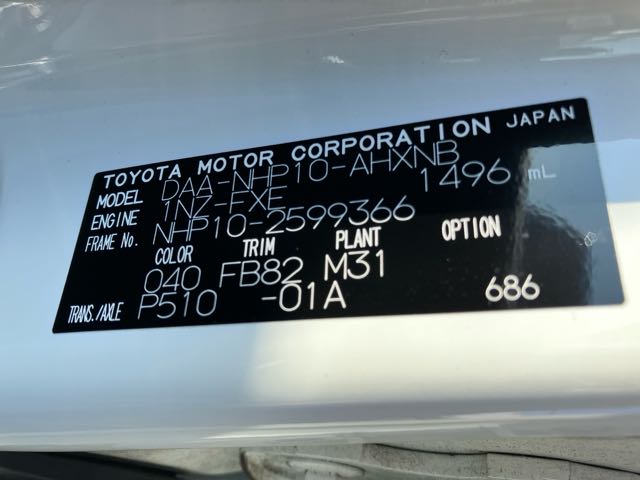 TOYOTA MOTOR CORPORATION JAPAN
MODEL DAA-NHP10-AHXNB
ENGINE 1NZ-FXE 1496 mL
FRAME No. NHP10-2599366
COLOR TRIM PLANT OPTION
040 FB82 M31
TRANS./AXLE P510 -01A 686